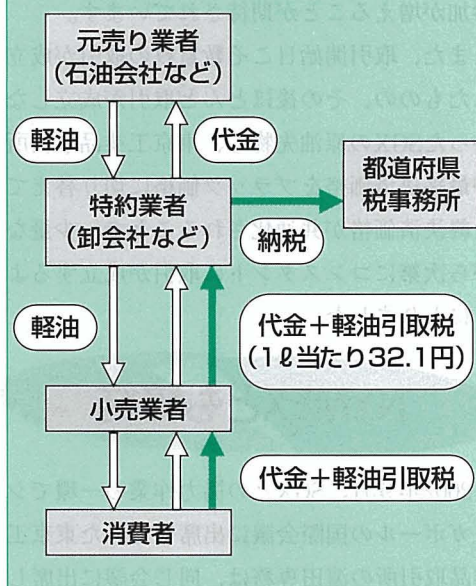 元売り業者
(石油会社など)
軽油
代金
特約業者
(卸会社など)
都道府県
税事務所
納税
軽油
代金+軽油引取税
(1ℓ当たり32.1円)
小売業者
代金+軽油引取税
消費者